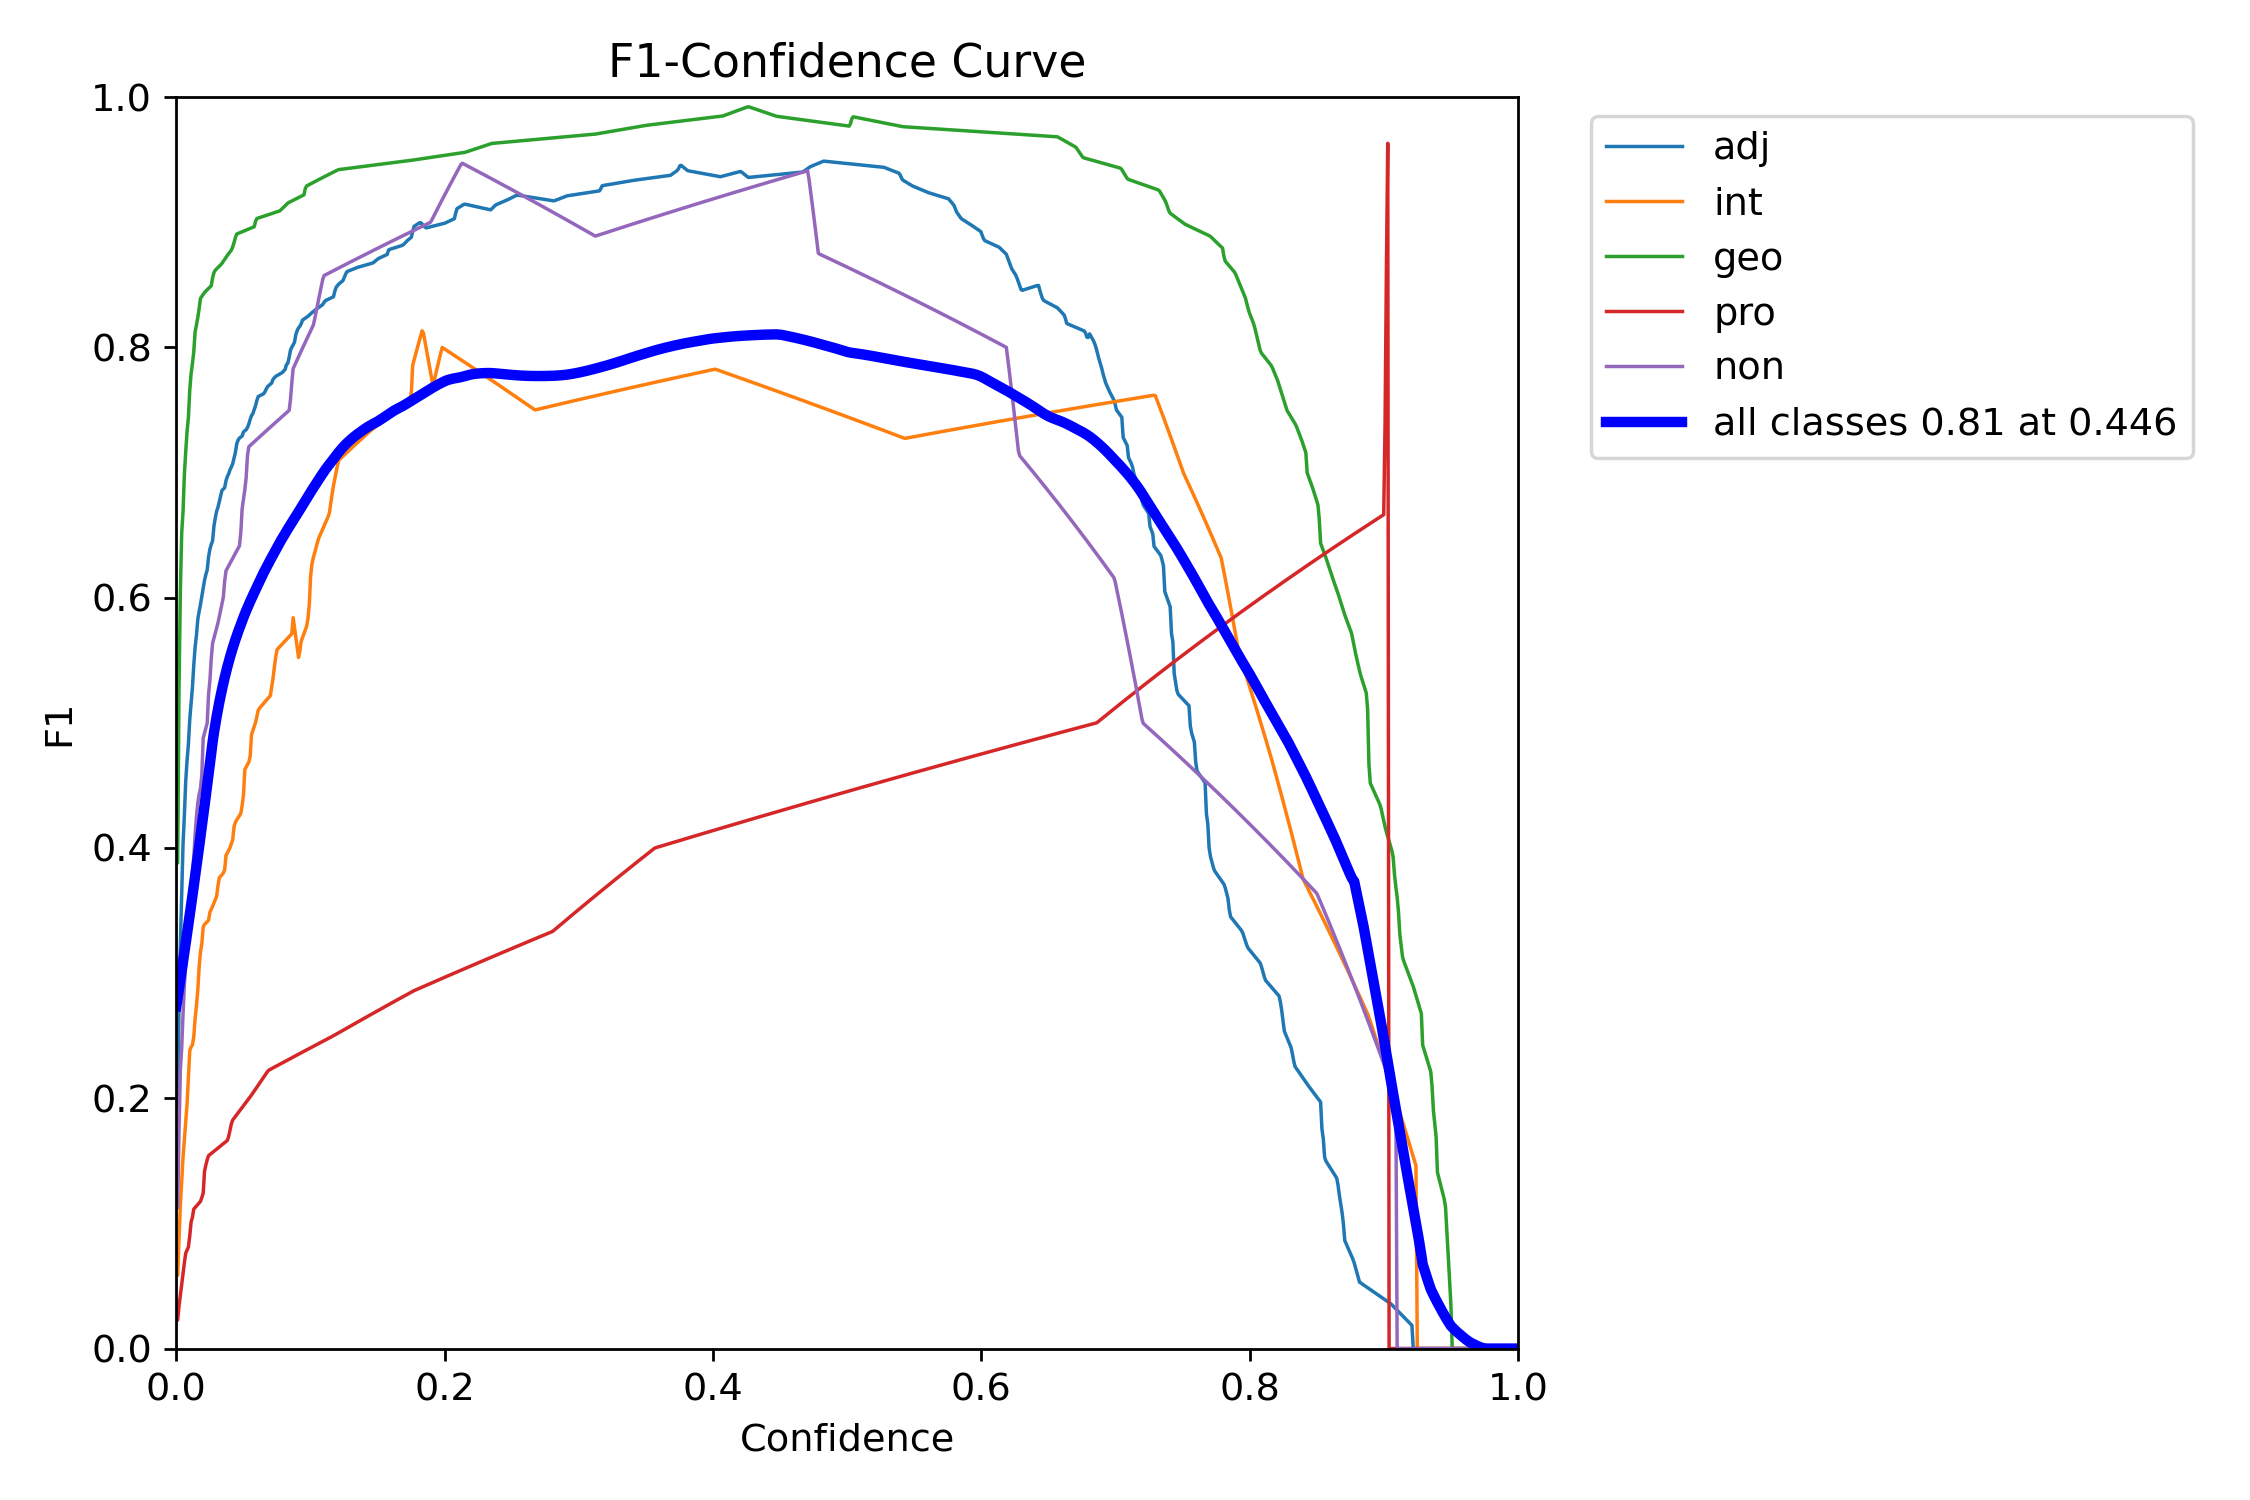 F1-Confidence Curve
1.0
0.8
0.6
0.4
0.2
0.0
F1
0.0 0.2 0.4 0.6 0.8 1.0
Confidence
adj
int
geo
pro
non
all classes 0.81 at 0.446